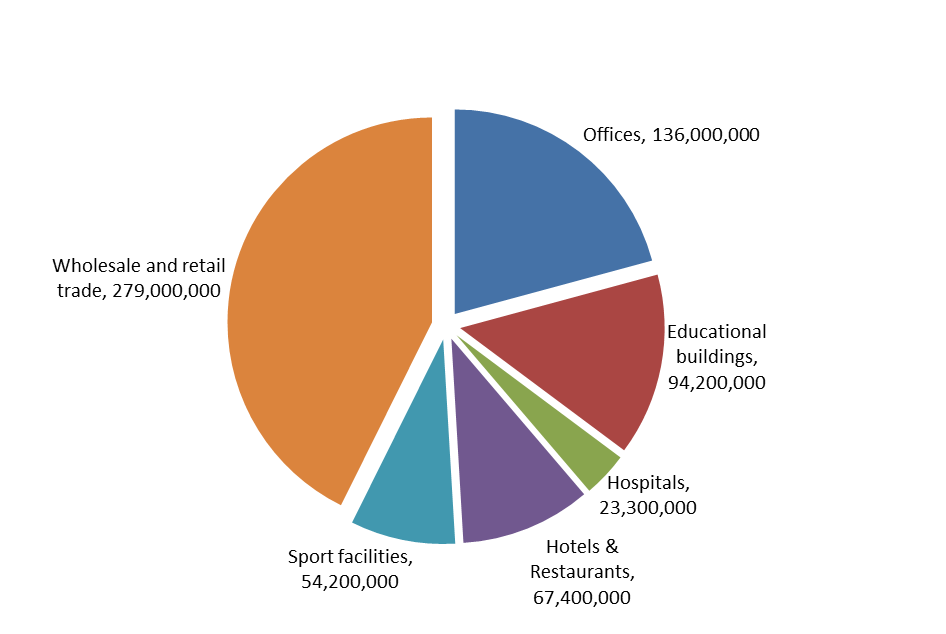 Offices, 136,000,000
Educational
buildings,
94,200,000
Hospitals,
23,300,000
Hotels &
Restaurants,
67,400,000
Sport facilities,
54,200,000
Wholesale and retail
trade, 279,000,000